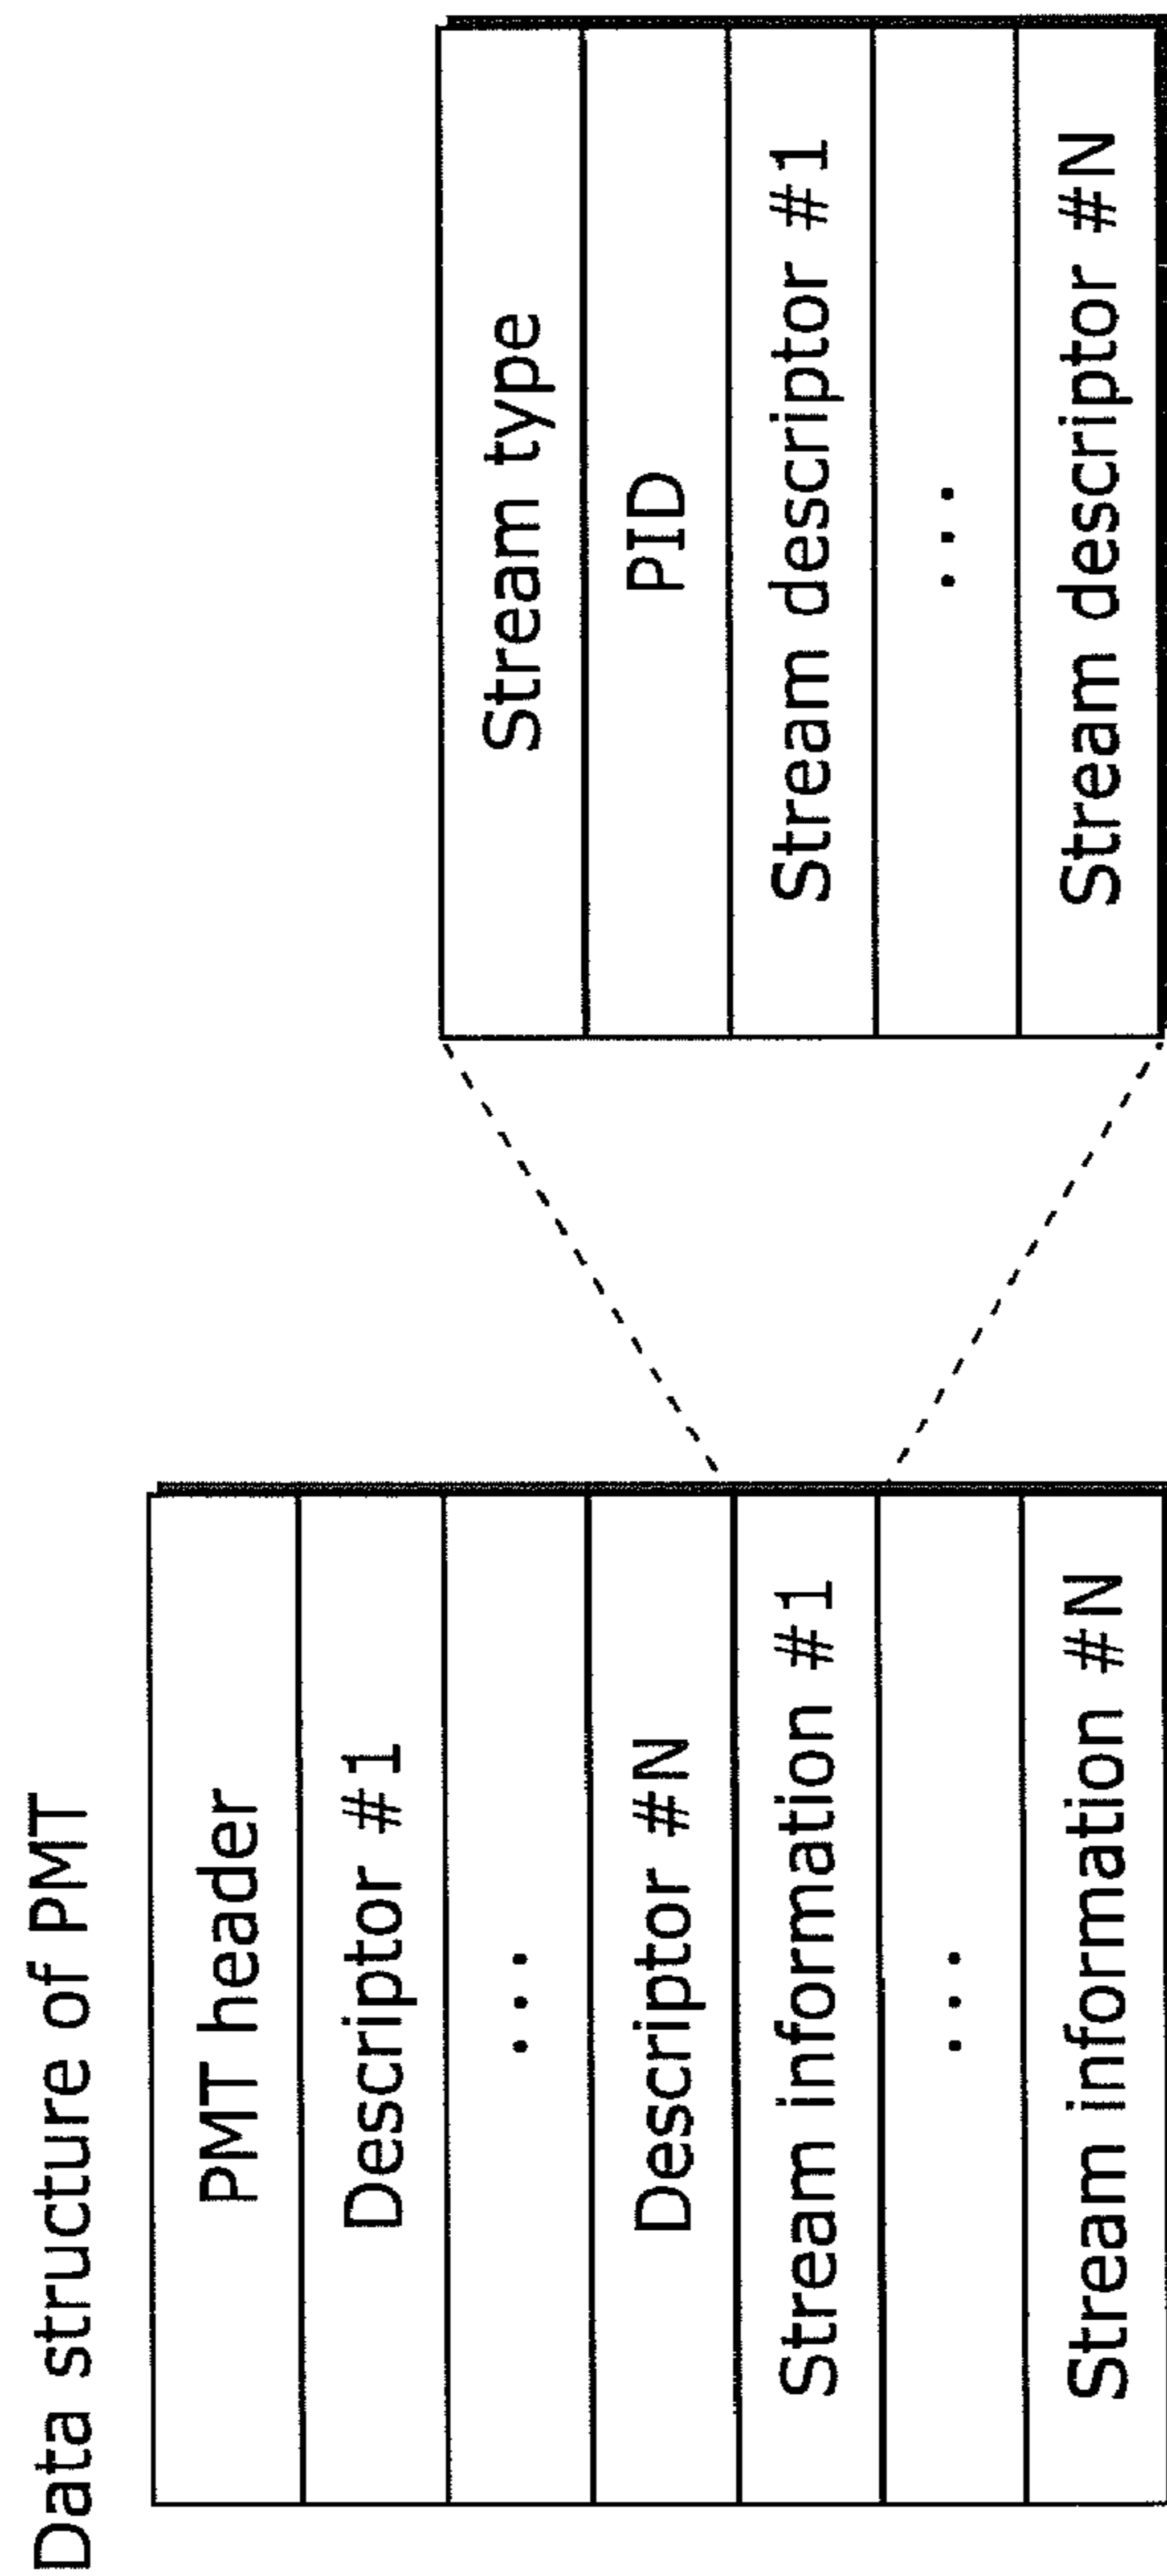 Data structure of PMT
PMT header
Descriptor #1
...
Descriptor #N
Stream information #1
...
Stream information #N
Stream type
PID
Stream descriptor #1
...
Stream descriptor #N